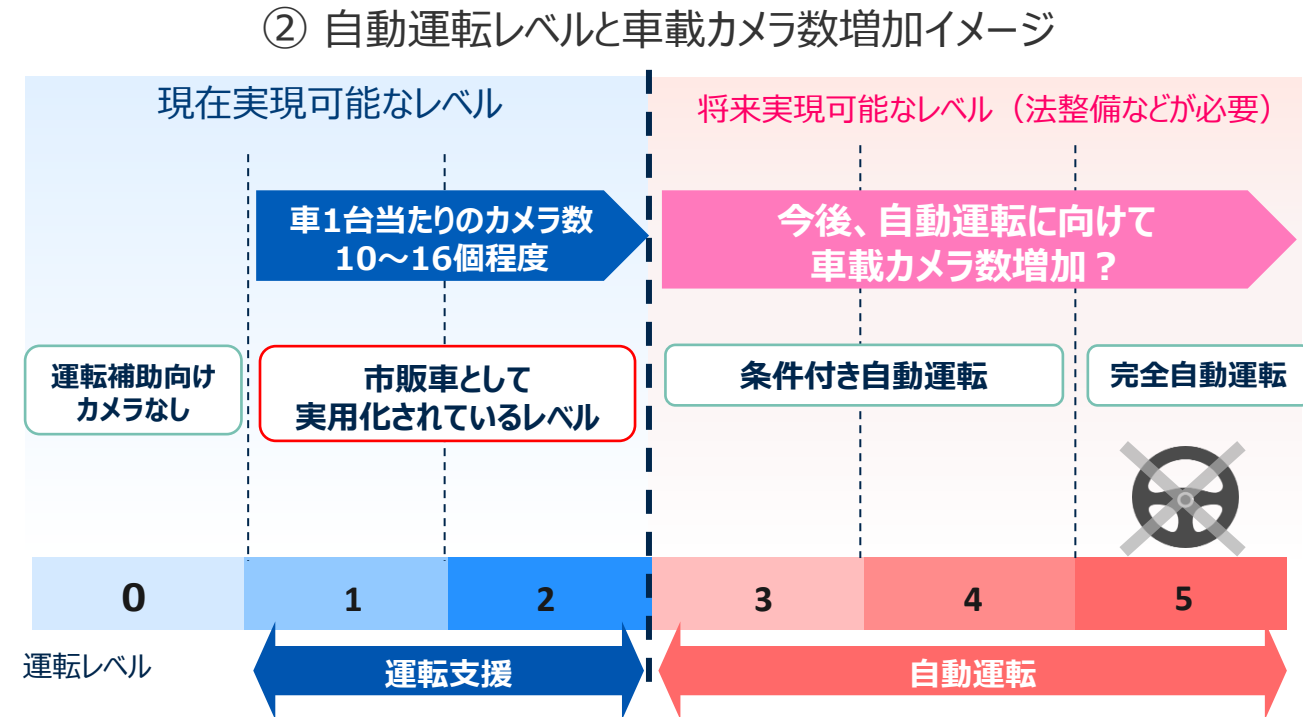 ② 自動運転レベルと車載カメラ数増加イメージ
現在実現可能なレベル
将来実現可能なレベル（法整備などが必要）
車1台当たりのカメラ数
10～16個程度
今後、自動運転に向けて
車載カメラ数増加？
運転補助向け
カメラなし
市販車として
実用化されているレベル
条件付き自動運転
完全自動運転
0
1
2
3
4
5
運転レベル
運転支援
自動運転